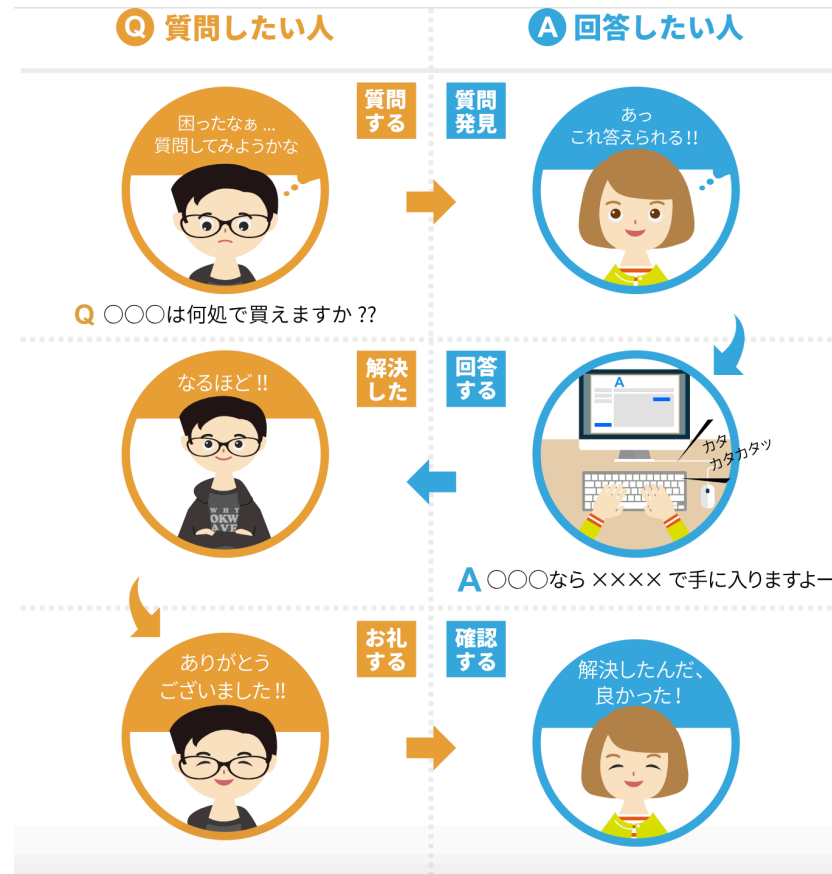 Q 質問したい人
A 回答したい人
困ったなぁ...
質問してみようかな
質問
する
質問
発見
あっ
これ答えられる!!
Q ○○○は何処で買えますか??
なるほど!!
WHY
OKW
AVE
解決
した
回答
する
A
カタ
カタカタッ
A ○○○なら××××で手に入りますよー
ありがとう
ございました!!
お礼
する
確認
する
解決したんだ、
良かった!